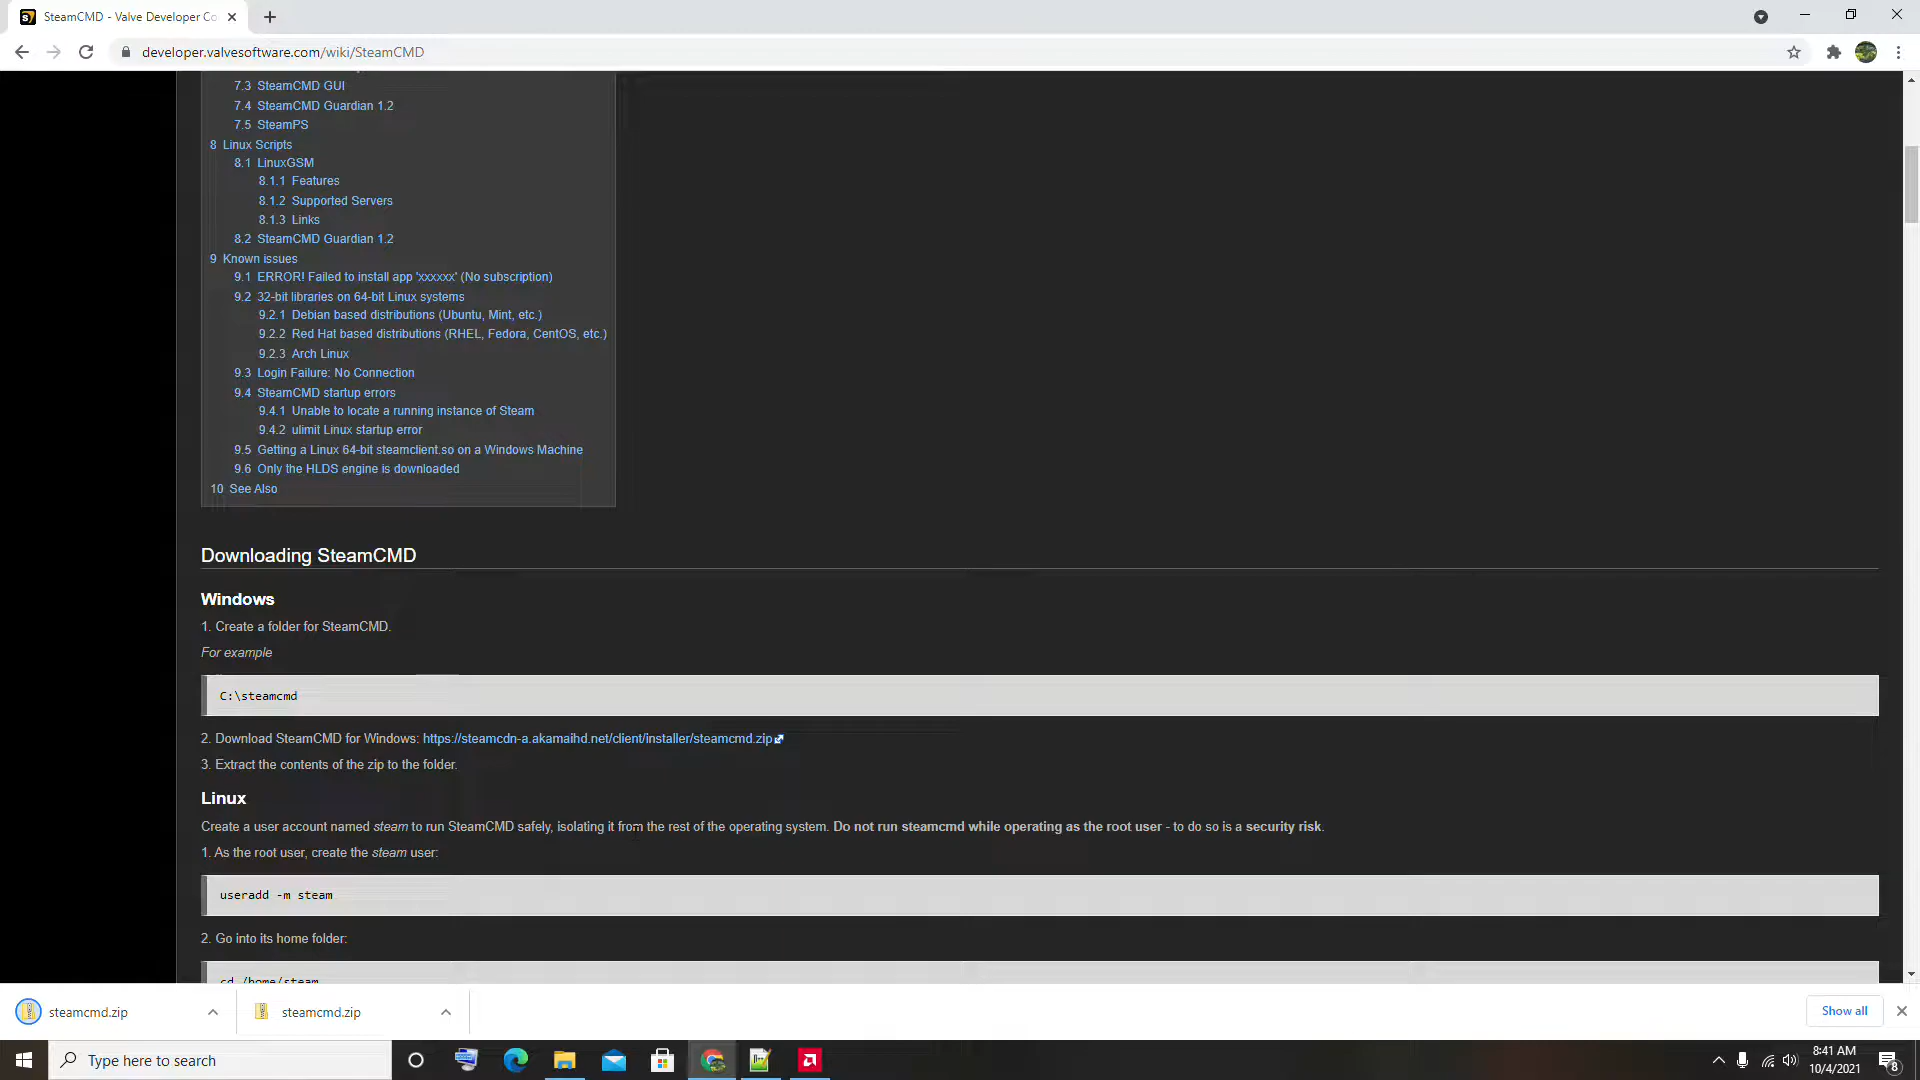 SteamCMD - Valve Developer Co
developer.valvesoftware.com/wiki/SteamCMD
7.3 SteamCMD GUI
7.4 SteamCMD Guardian 1.2
7.5 SteamPS
8 Linux Scripts
8.1 LinuxGSM
8.1.1 Features
8.1.2 Supported Servers
8.1.3 Links
8.2 SteamCMD Guardian 1.2
9 Known issues
9.1 ERROR! Failed to install app 'xxxxxx' (No subscription)
9.2 32-bit libraries on 64-bit Linux systems
9.2.1 Debian based distributions (Ubuntu, Mint, etc.)
9.2.2 Red Hat based distributions (RHEL, Fedora, CentOS, etc.)
9.2.3 Arch Linux
9.3 Login Failure: No Connection
9.4 SteamCMD startup errors
9.4.1 Unable to locate a running instance of Steam
9.4.2 ulimit Linux startup error
9.5 Getting a Linux 64-bit steamclient.so on a Windows Machine
9.6 Only the HLDS engine is downloaded
10 See Also
Downloading SteamCMD
Windows
1. Create a folder for SteamCMD.
For example
C:\steamcmd
2. Download SteamCMD for Windows: https://steamcdn-a.akamaihd.net/client/installer/steamcmd.zip
3. Extract the contents of the zip to the folder.
Linux
Create a user account named steam to run SteamCMD safely, isolating it from the rest of the operating system. Do not run steamcmd while operating as the root user - to do so is a security risk.
1. As the root user, create the steam user:
useradd -m steam
2. Go into its home folder:
cd /home/steam
steamcmd.zip
steamcmd.zip
Show all
Type here to search
8:41 AM
10/4/2021
8